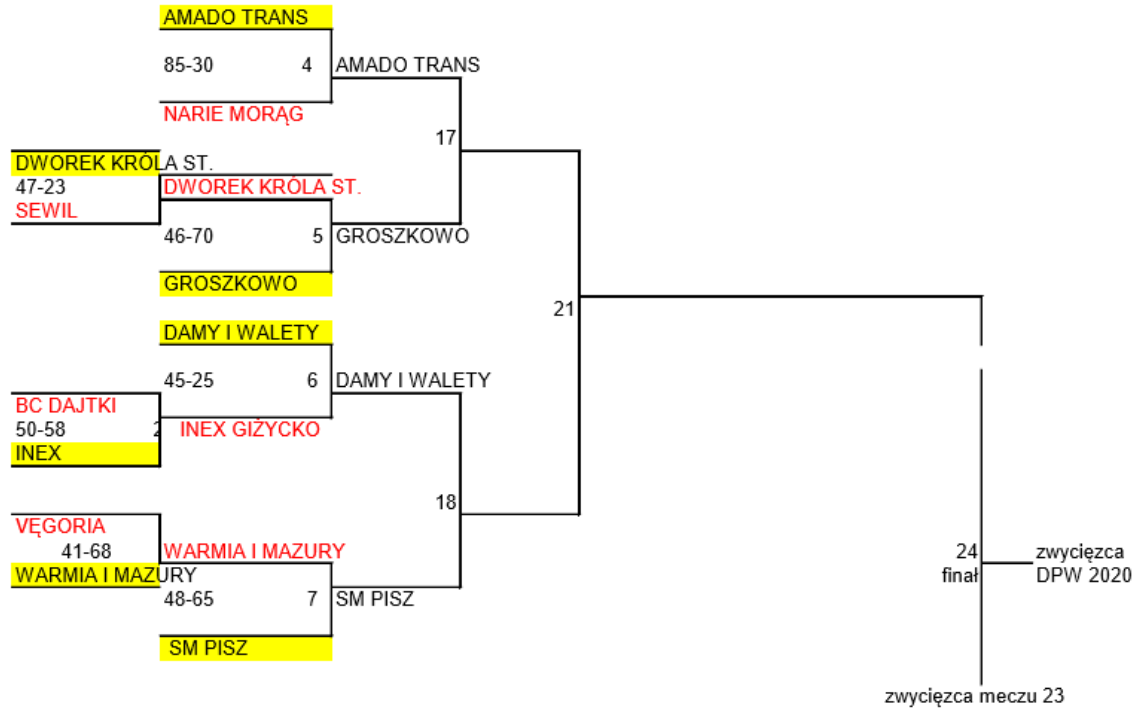 AMADO TRANS
85-30 4 AMADO TRANS
NARIE MORĄG
17
DWOREK KRÓLA ST.
47-23 DWOREK KRÓLA ST.
SEWIL
46-70 5 GROSZKOWO
GROSZKOWO
21
DAMY I WALETY
45-25 6 DAMY I WALETY
BC DAJTKI
50-58 2 INEX GIŻYCKO
INEX
18
VĘGORIA
41-68 WARMIA I MAZURY
WARMIA I MAZURY
48-65 7 SM PISZ
SM PISZ
24 zwycięzca
finał DPW 2020
zwycięzca meczu 23